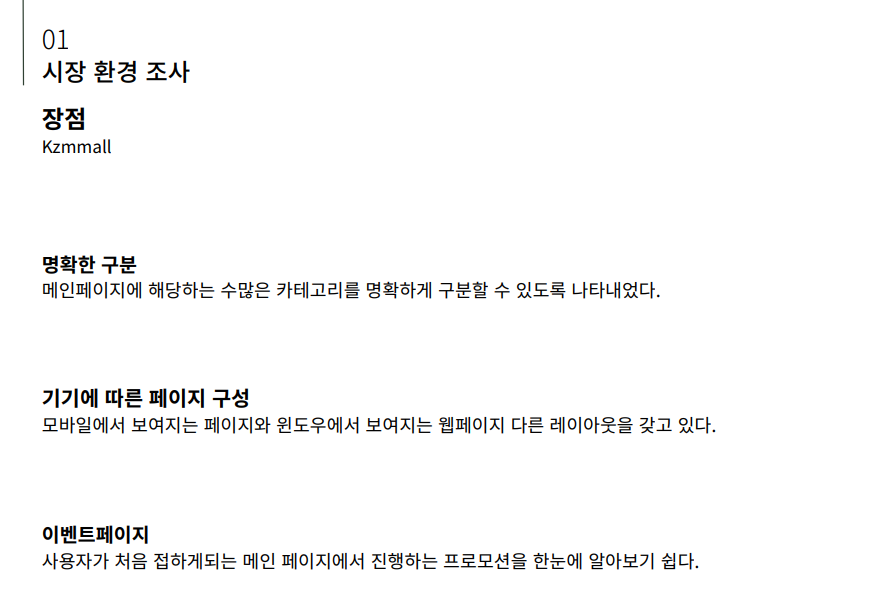 01
시장 환경 조사
장점
Kzmmall
명확한 구분
메인페이지에 해당하는 수많은 카테고리를 명확하게 구분할 수 있도록 나타내었다.
기기에 따른 페이지 구성
모바일에서 보여지는 페이지와 윈도우에서 보여지는 웹페이지 다른 레이아웃을 갖고 있다.
이벤트페이지
사용자가 처음 접하게되는 메인 페이지에서 진행하는 프로모션을 한눈에 알아보기 쉽다.